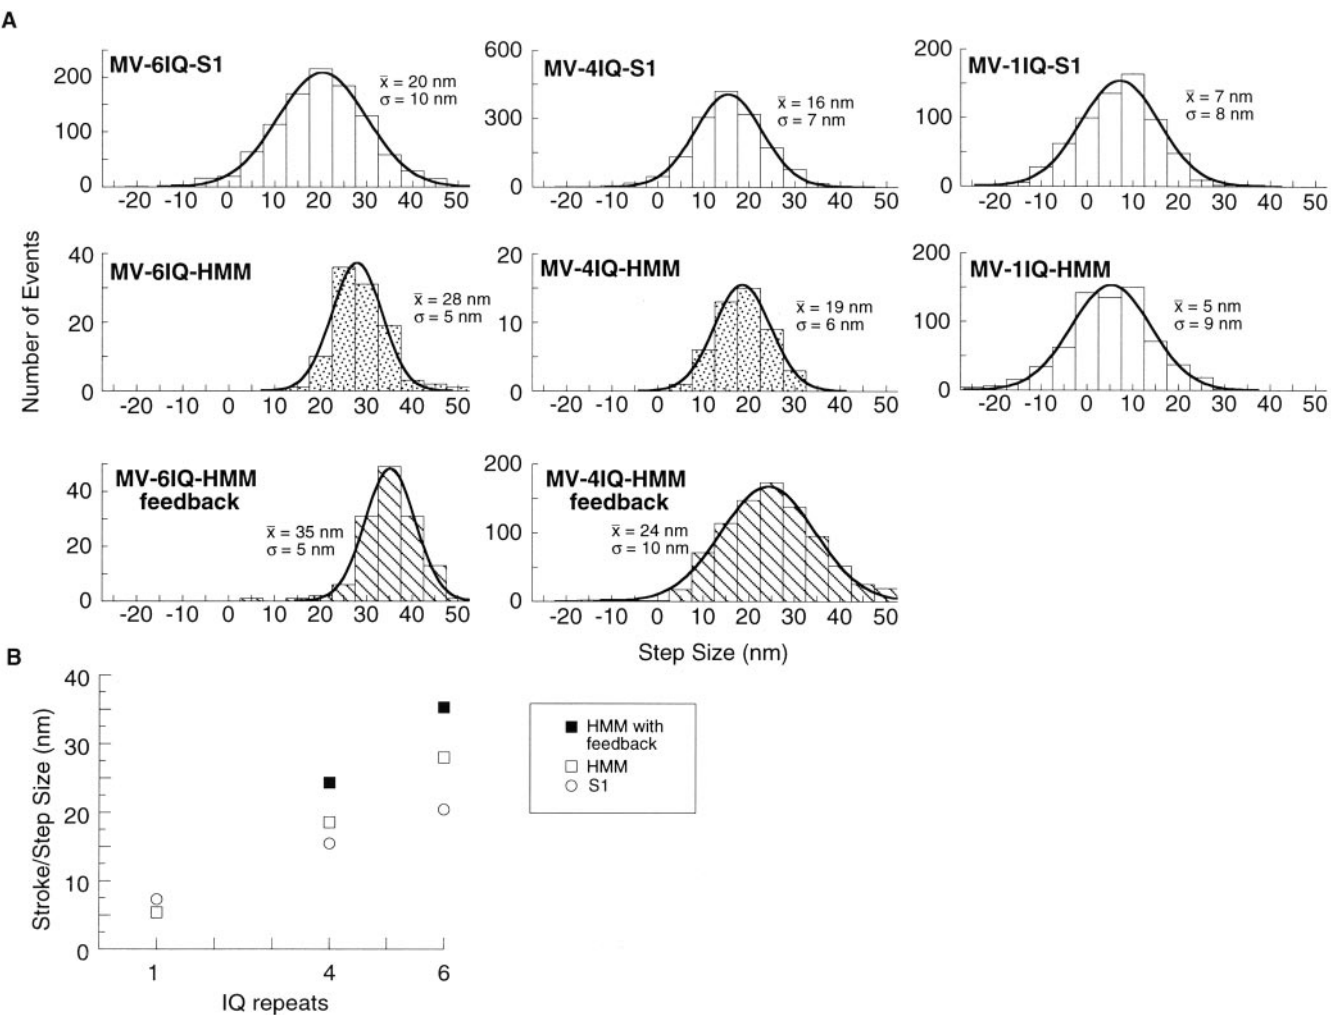 A
MV-6IQ-S1
x̄ = 20 nm
σ = 10 nm
200
100
0
-20 -10 0 10 20 30 40 50
MV-4IQ-S1
x̄ = 16 nm
σ = 7 nm
600
300
0
-20 -10 0 10 20 30 40 50
MV-1IQ-S1
x̄ = 7 nm
σ = 8 nm
200
100
0
-20 -10 0 10 20 30 40 50
Number of Events
MV-6IQ-HMM
x̄ = 28 nm
σ = 5 nm
40
20
0
-20 -10 0 10 20 30 40 50
MV-4IQ-HMM
x̄ = 19 nm
σ = 6 nm
20
10
0
-20 -10 0 10 20 30 40 50
MV-1IQ-HMM
x̄ = 5 nm
σ = 9 nm
200
100
0
-20 -10 0 10 20 30 40 50
MV-6IQ-HMM
feedback
x̄ = 35 nm
σ = 5 nm
40
20
0
-20 -10 0 10 20 30 40 50
MV-4IQ-HMM
feedback
x̄ = 24 nm
σ = 10 nm
200
100
0
-20 -10 0 10 20 30 40 50
Step Size (nm)
B
Stroke/Step Size (nm)
40
30
20
10
0
1 4 6
IQ repeats
HMM with
feedback
HMM
S1